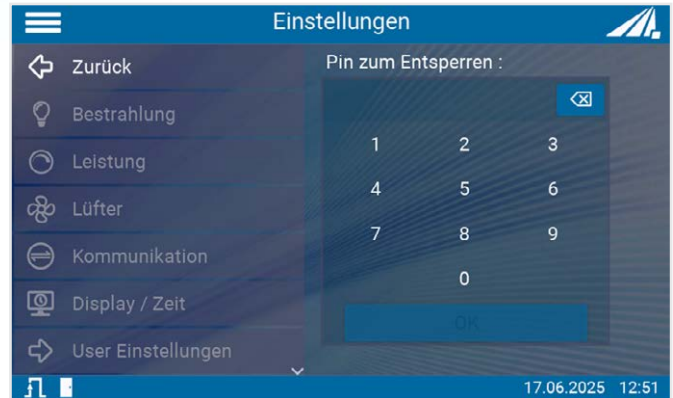 Einstellungen
Zurück
Bestrahlung
Leistung
Lüfter
Kommunikation
Display / Zeit
User Einstellungen
Pin zum Entsperren :
1 2 3
4 5 6
7 8 9
0
OK
17.06.2025 12:51